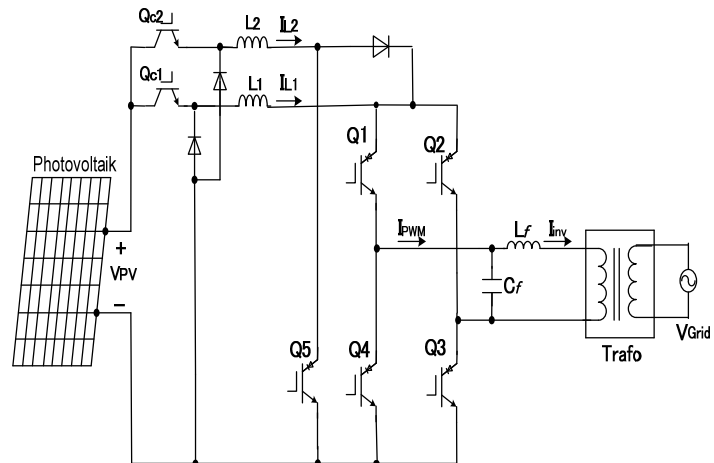 Qc2
L2
IL2
Qc1
L1
IL1
Q1
Q2
Photovoltaik
+
VPV
−
IPWM
Lf
Iinv
Cf
VGrid
Trafo
Q5
Q4
Q3